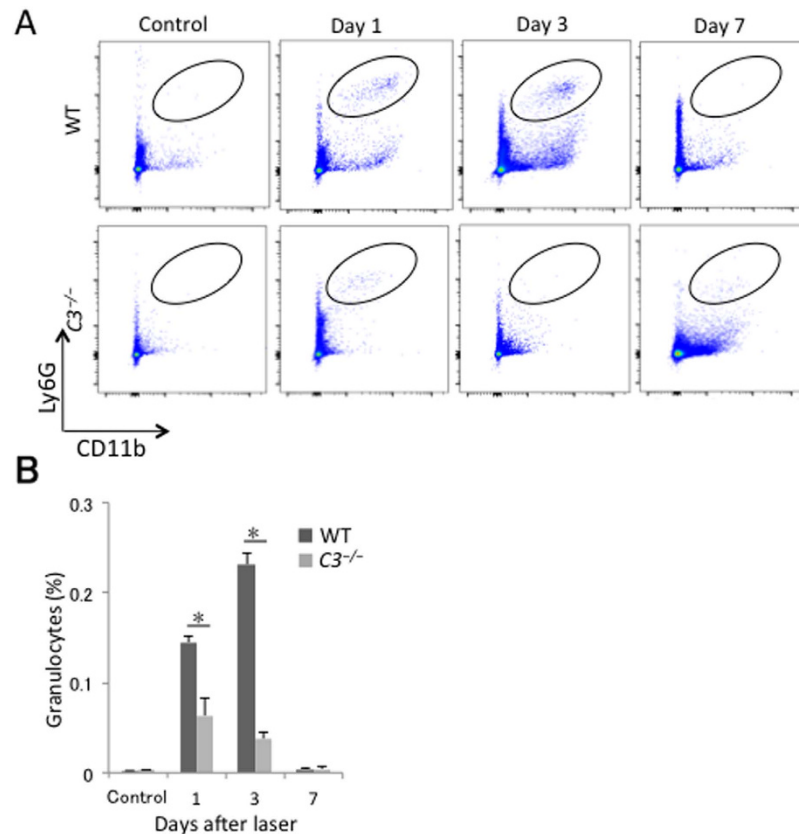 A
Control
Day 1
Day 3
Day 7
WT
C3−/−
Ly6G
CD11b
B
0.3
0.2
0.1
0
Granulocytes (%)
*
*
WT
C3−/−
Control
1
3
7
Days after laser